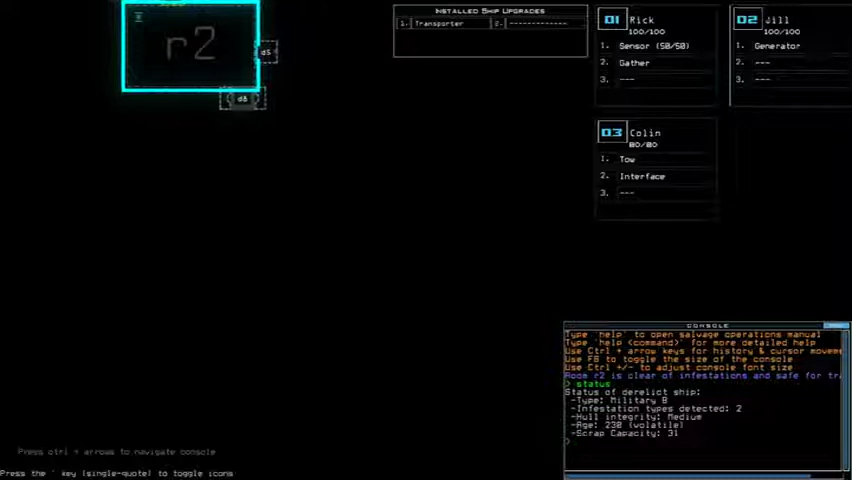 r2
d5
d8
INSTALLED SHIP UPGRADES
1. Transporter 2. -------------
01 Rick
100/100
1. Sensor (50/50)
2. Gather
3. ---
02 Jill
100/100
1. Generator
2. ---
3. ---
03 Colin
80/80
1. Tow
2. Interface
3. ---
CONSOLE
Type 'help' to open salvage operations manual
Type 'help <command>' for more detailed help
Use Ctrl + arrow keys for history & cursor moveme
Use F8 to toggle the size of the console
Use Ctrl +/- to adjust console font size
Room r2 is clear of infestations and safe for tra
> status
Status of derelict ship:
-Type: Military B
-Infestation types detected: 2
-Hull integrity: Medium
-Age: 230 (volatile)
-Scrap Capacity: 31
>
Press ctrl + arrows to navigate console
Press the ' key (single-quote) to toggle icons